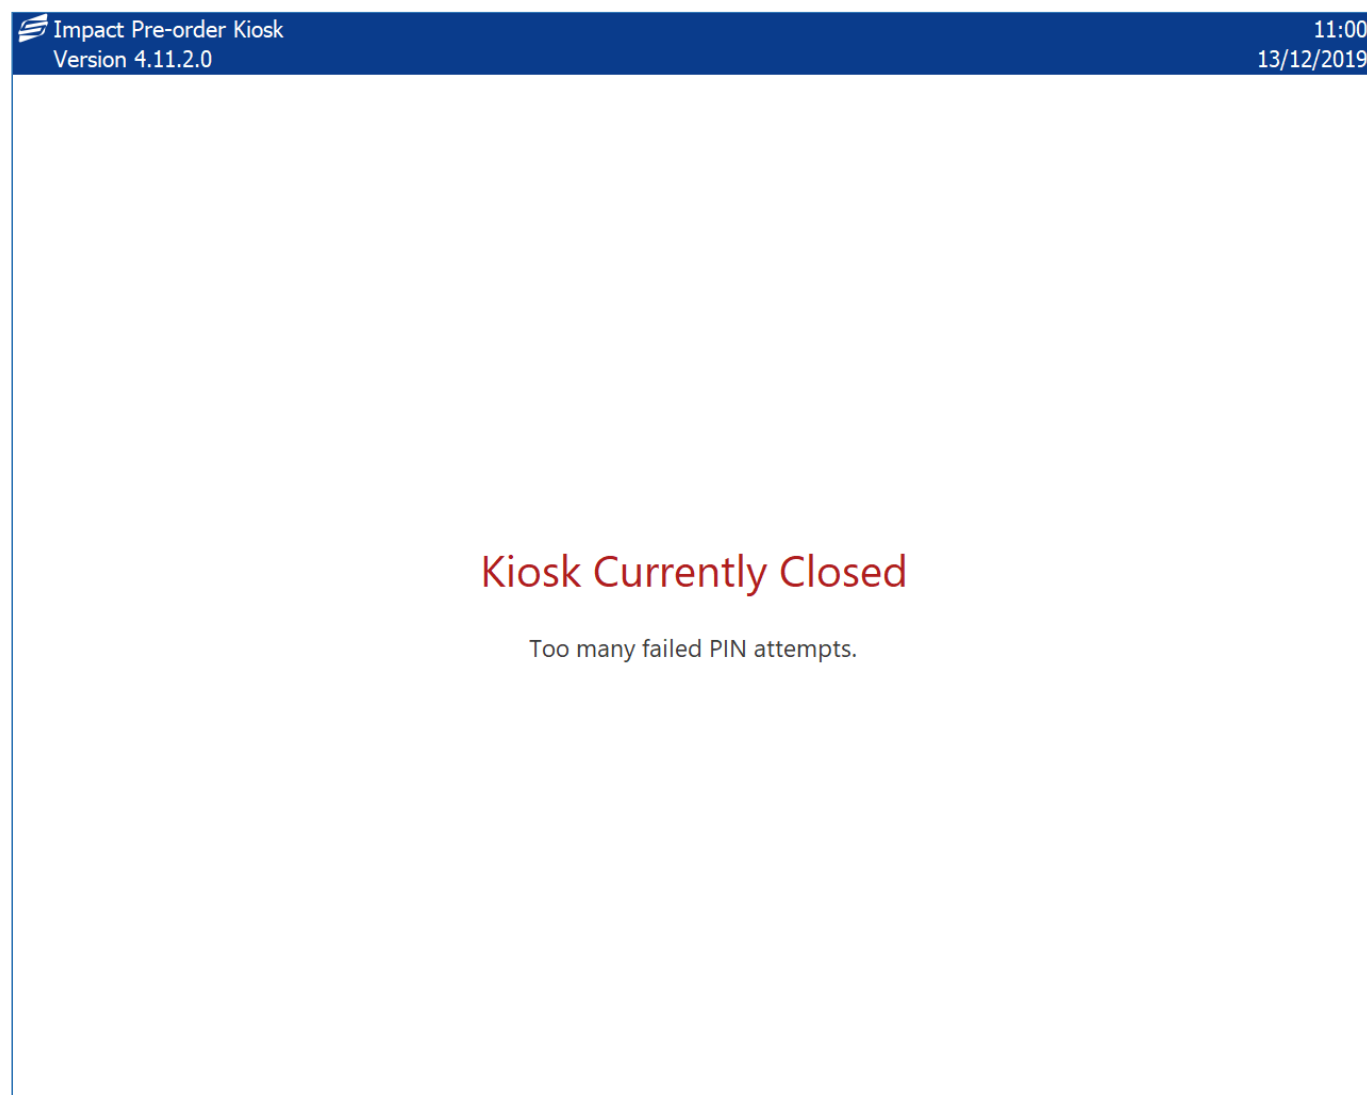 Impact Pre-order Kiosk
11:00
Version 4.11.2.0
13/12/2019
Kiosk Currently Closed
Too many failed PIN attempts.